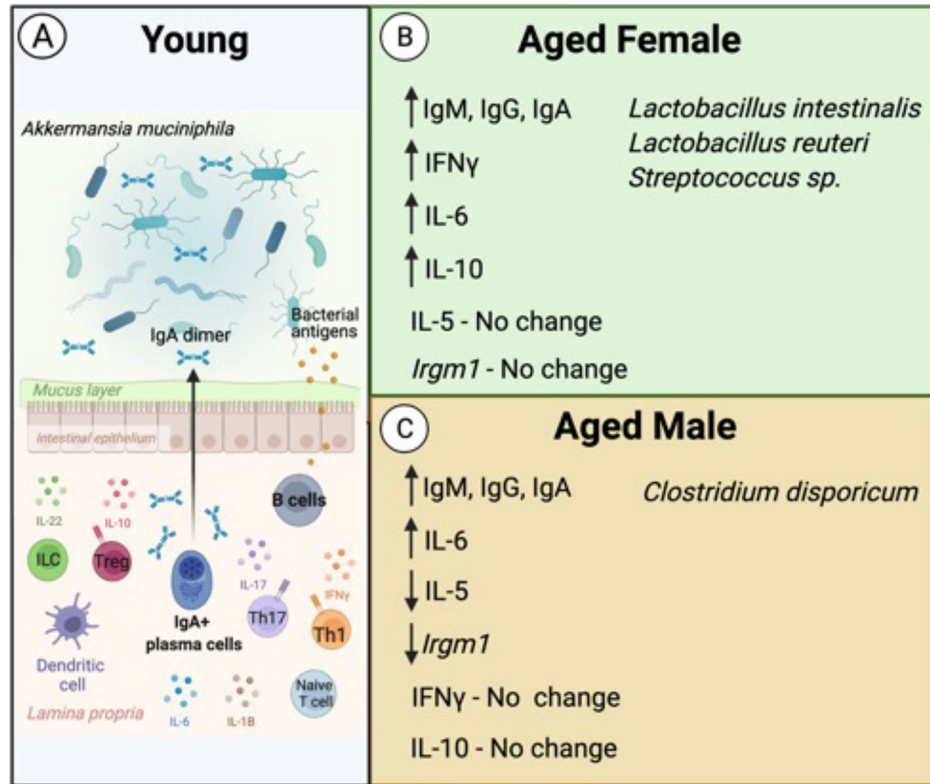 A
Young
Akkermansia muciniphila
Bacterial
antigens
IgA dimer
Mucus layer
Intestinal epithelium
B cells
IL-22
IL-10
ILC
Treg
IL-17
IFNγ
Th17
Th1
IgA+
plasma cells
Dendritic
cell
Naive
T cell
Lamina propria
IL-6
IL-1B
B
Aged Female
↑IgM, IgG, IgA
↑IFNγ
↑IL-6
↑IL-10
IL-5 - No change
Irgm1 - No change
Lactobacillus intestinalis
Lactobacillus reuteri
Streptococcus sp.
C
Aged Male
↑IgM, IgG, IgA
↑IL-6
↓IL-5
↓Irgm1
IFNγ - No change
IL-10 - No change
Clostridium disporicum